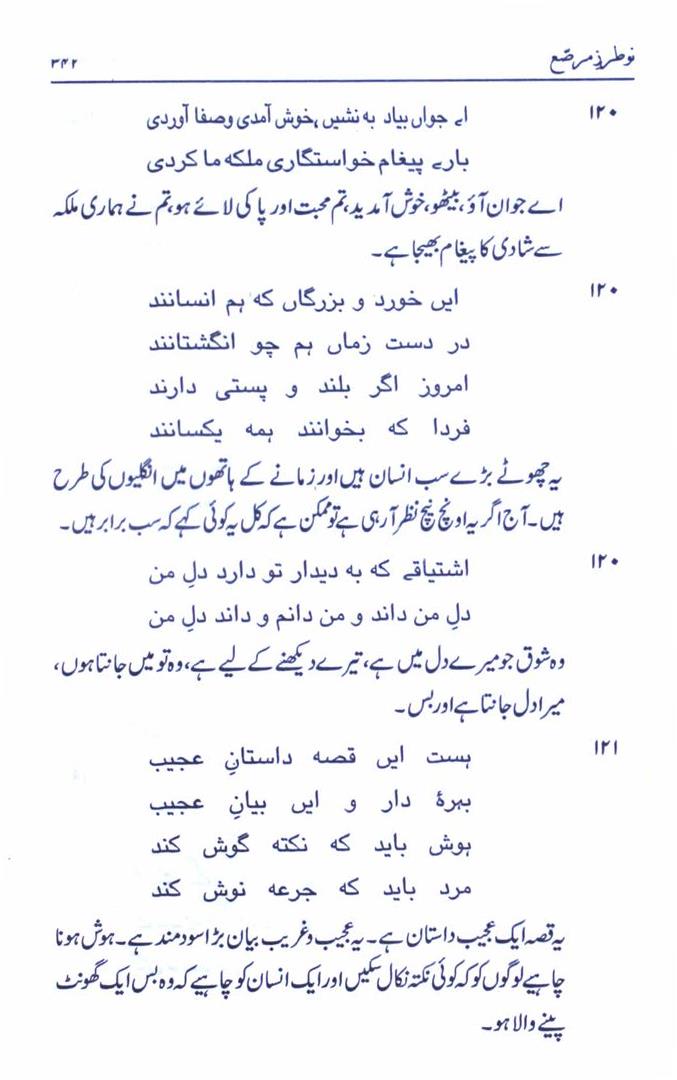 نو طرزِ مرصّع
۳۴۲
۱۲۰
اے جواں بیاد بہ نشیں ،خوش آمدی وصفا آوردی
بارے پیغام خواستگاری ملکہ ما کردی
اے جوان آؤ، بیٹھو، خوش آمدید، تم محبت اور پاکی لائے ہو، تم نے ہماری ملکہ
سے شادی کا پیغام بھیجا ہے۔
۱۲۰
ایں خورد و بزرگاں کہ ہم انسانند
در دست زماں ہم چو انگشتانند
امروز اگر بلند و پستی دارند
فردا کہ بخوانند ہمہ یکسانند
یہ چھوٹے بڑے سب انسان ہیں اور زمانے کے ہاتھوں میں انگلیوں کی طرح
ہیں۔ آج اگر یہ اونچ نیچ نظر آرہی ہے تو ممکن ہے کہ کل یہ کوئی کہے کہ سب برابر ہیں۔
۱۲۰
اشتیاقے کہ بہ دیدار تو دارد دلِ من
دلِ من داند و من دانم و داند دلِ من
وہ شوق جو میرے دل میں ہے، تیرے دیکھنے کے لیے ہے، وہ تو میں جانتا ہوں،
میرا دل جانتا ہے اور بس۔
۱۲۱
ہست ایں قصہ داستانِ عجیب
بہرۂ دار و ایں بیانِ عجیب
ہوش باید کہ نکتہ گوش کند
مرد باید کہ جرعہ نوش کند
یہ قصہ ایک عجیب داستان ہے۔ یہ عجیب و غریب بیان بڑا سودمند ہے۔ ہوش ہونا
چاہیے لوگوں کو کہ کوئی نکتہ نکال سکیں اور ایک انسان کو چاہیے کہ وہ بس ایک گھونٹ
پینے والا ہو۔